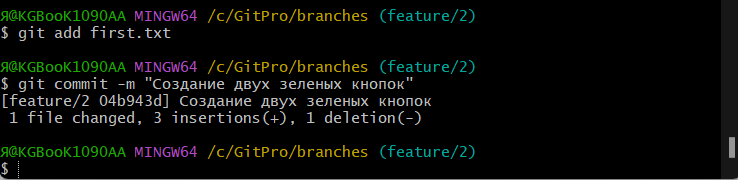 Я@KGBooK1090AA MINGW64 /c/GitPro/branches (feature/2)
$ git add first.txt
Я@KGBooK1090AA MINGW64 /c/GitPro/branches (feature/2)
$ git commit -m "Создание двух зеленых кнопок"
[feature/2 04b943d] Создание двух зеленых кнопок
1 file changed, 3 insertions(+), 1 deletion(-)
Я@KGBooK1090AA MINGW64 /c/GitPro/branches (feature/2)
$